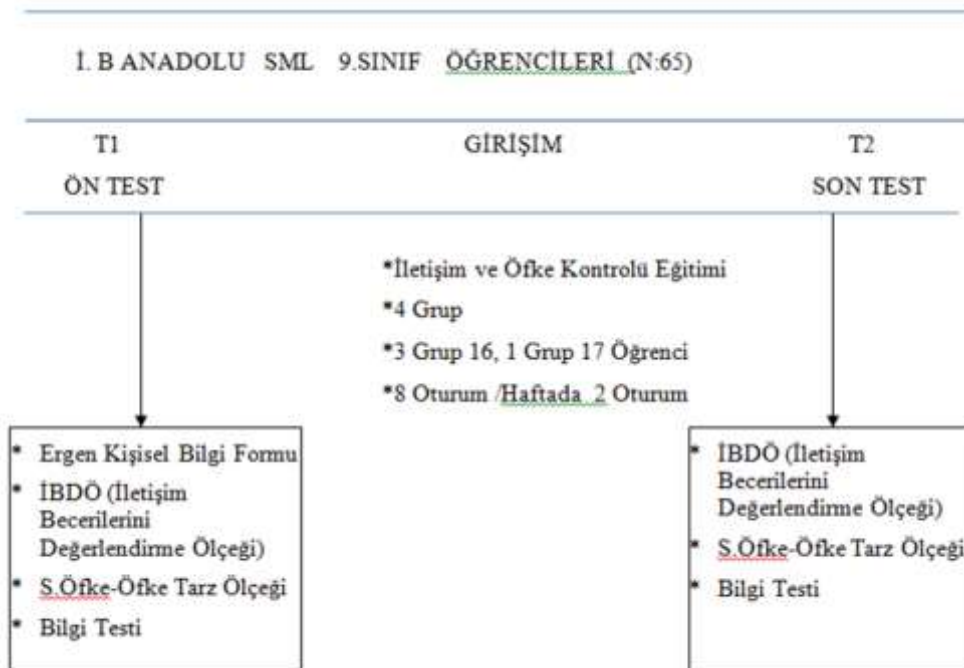 İ. B ANADOLU SML 9.SINIF ÖĞRENCİLERİ (N:65)
T1 GİRİŞİM T2
ÖN TEST SON TEST
*İletişim ve Öfke Kontrolü Eğitimi
*4 Grup
*3 Grup 16, 1 Grup 17 Öğrenci
*8 Oturum /Haftada 2 Oturum
* Ergen Kişisel Bilgi Formu
* İBDÖ (İletişim
Becerilerini
Değerlendirme Ölçeği)
* S.Öfke-Öfke Tarz Ölçeği
* Bilgi Testi
* İBDÖ (İletişim
Becerilerini
Değerlendirme Ölçeği)
* S.Öfke-Öfke Tarz Ölçeği
* Bilgi Testi